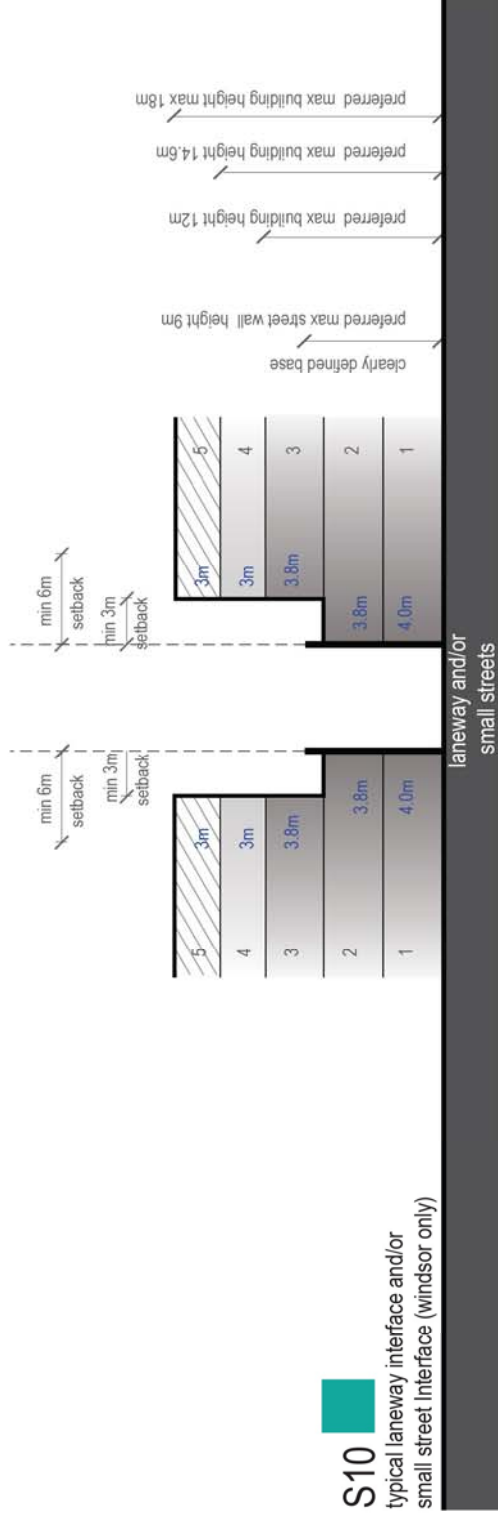 S10
typical laneway interface and/or
small street Interface (windsor only)
min 6m
setback
min 3m
setback
5
3m
4
3m
3
3.8m
2
3.8m
1
4.0m
laneway and/or
small streets
min 6m
setback
min 3m
setback
3m
5
3m
4
3.8m
3
3.8m
2
4.0m
1
clearly defined base
preferred max street wall height 9m
preferred max building height 12m
preferred max building height 14.6m
preferred max building height max 18m